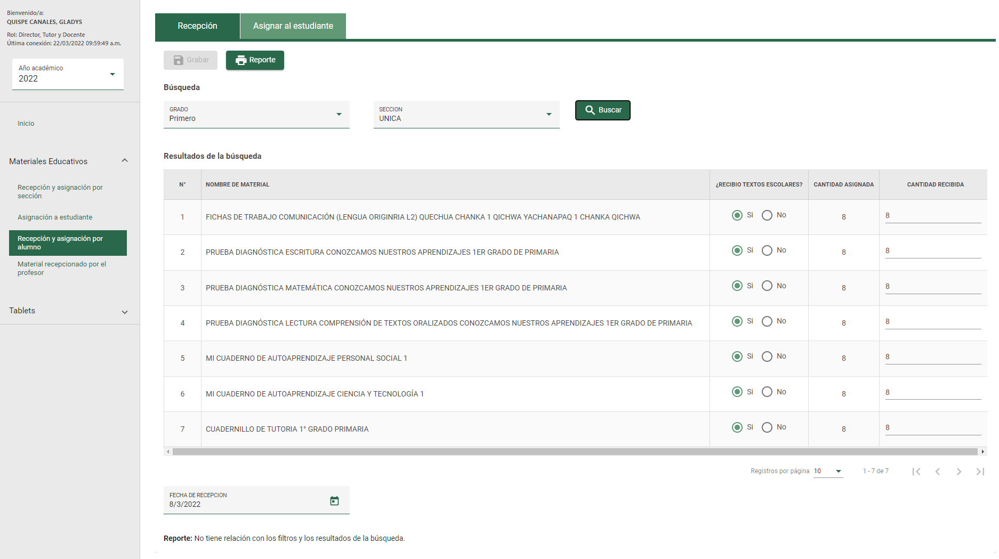 Bienvenido/a:
QUISPE CANALES, GLADYS
Rol: Director, Tutor y Docente
Última conexión: 22/03/2022 09:59:49 a.m.
Año académico
2022
Inicio
Materiales Educativos
Recepción y asignación por
sección
Asignación a estudiante
Recepción y asignación por
alumno
Material recepcionado por el
profesor
Tablets
Recepción Asignar al estudiante
Grabar Reporte
Búsqueda
GRADO
Primero
SECCION
UNICA
Buscar
Resultados de la búsqueda
N° NOMBRE DE MATERIAL ¿RECIBIO TEXTOS ESCOLARES? CANTIDAD ASIGNADA CANTIDAD RECIBIDA
1 FICHAS DE TRABAJO COMUNICACIÓN (LENGUA ORIGINRIA L2) QUECHUA CHANKA 1 QICHWA YACHANAPAQ 1 CHANKA QICHWA Si No 8 8
2 PRUEBA DIAGNÓSTICA ESCRITURA CONOZCAMOS NUESTROS APRENDIZAJES 1ER GRADO DE PRIMARIA Si No 8 8
3 PRUEBA DIAGNÓSTICA MATEMÁTICA CONOZCAMOS NUESTROS APRENDIZAJES 1ER GRADO DE PRIMARIA Si No 8 8
4 PRUEBA DIAGNÓSTICA LECTURA COMPRENSIÓN DE TEXTOS ORALIZADOS CONOZCAMOS NUESTROS APRENDIZAJES 1ER GRADO DE PRIMARIA Si No 8 8
5 MI CUADERNO DE AUTOAPRENDIZAJE PERSONAL SOCIAL 1 Si No 8 8
6 MI CUADERNO DE AUTOAPRENDIZAJE CIENCIA Y TECNOLOGÍA 1 Si No 8 8
7 CUADERNILLO DE TUTORIA 1° GRADO PRIMARIA Si No 8 8
Registros por página 10 1 - 7 de 7
FECHA DE RECEPCION
8/3/2022
Reporte: No tiene relación con los filtros y los resultados de la búsqueda.